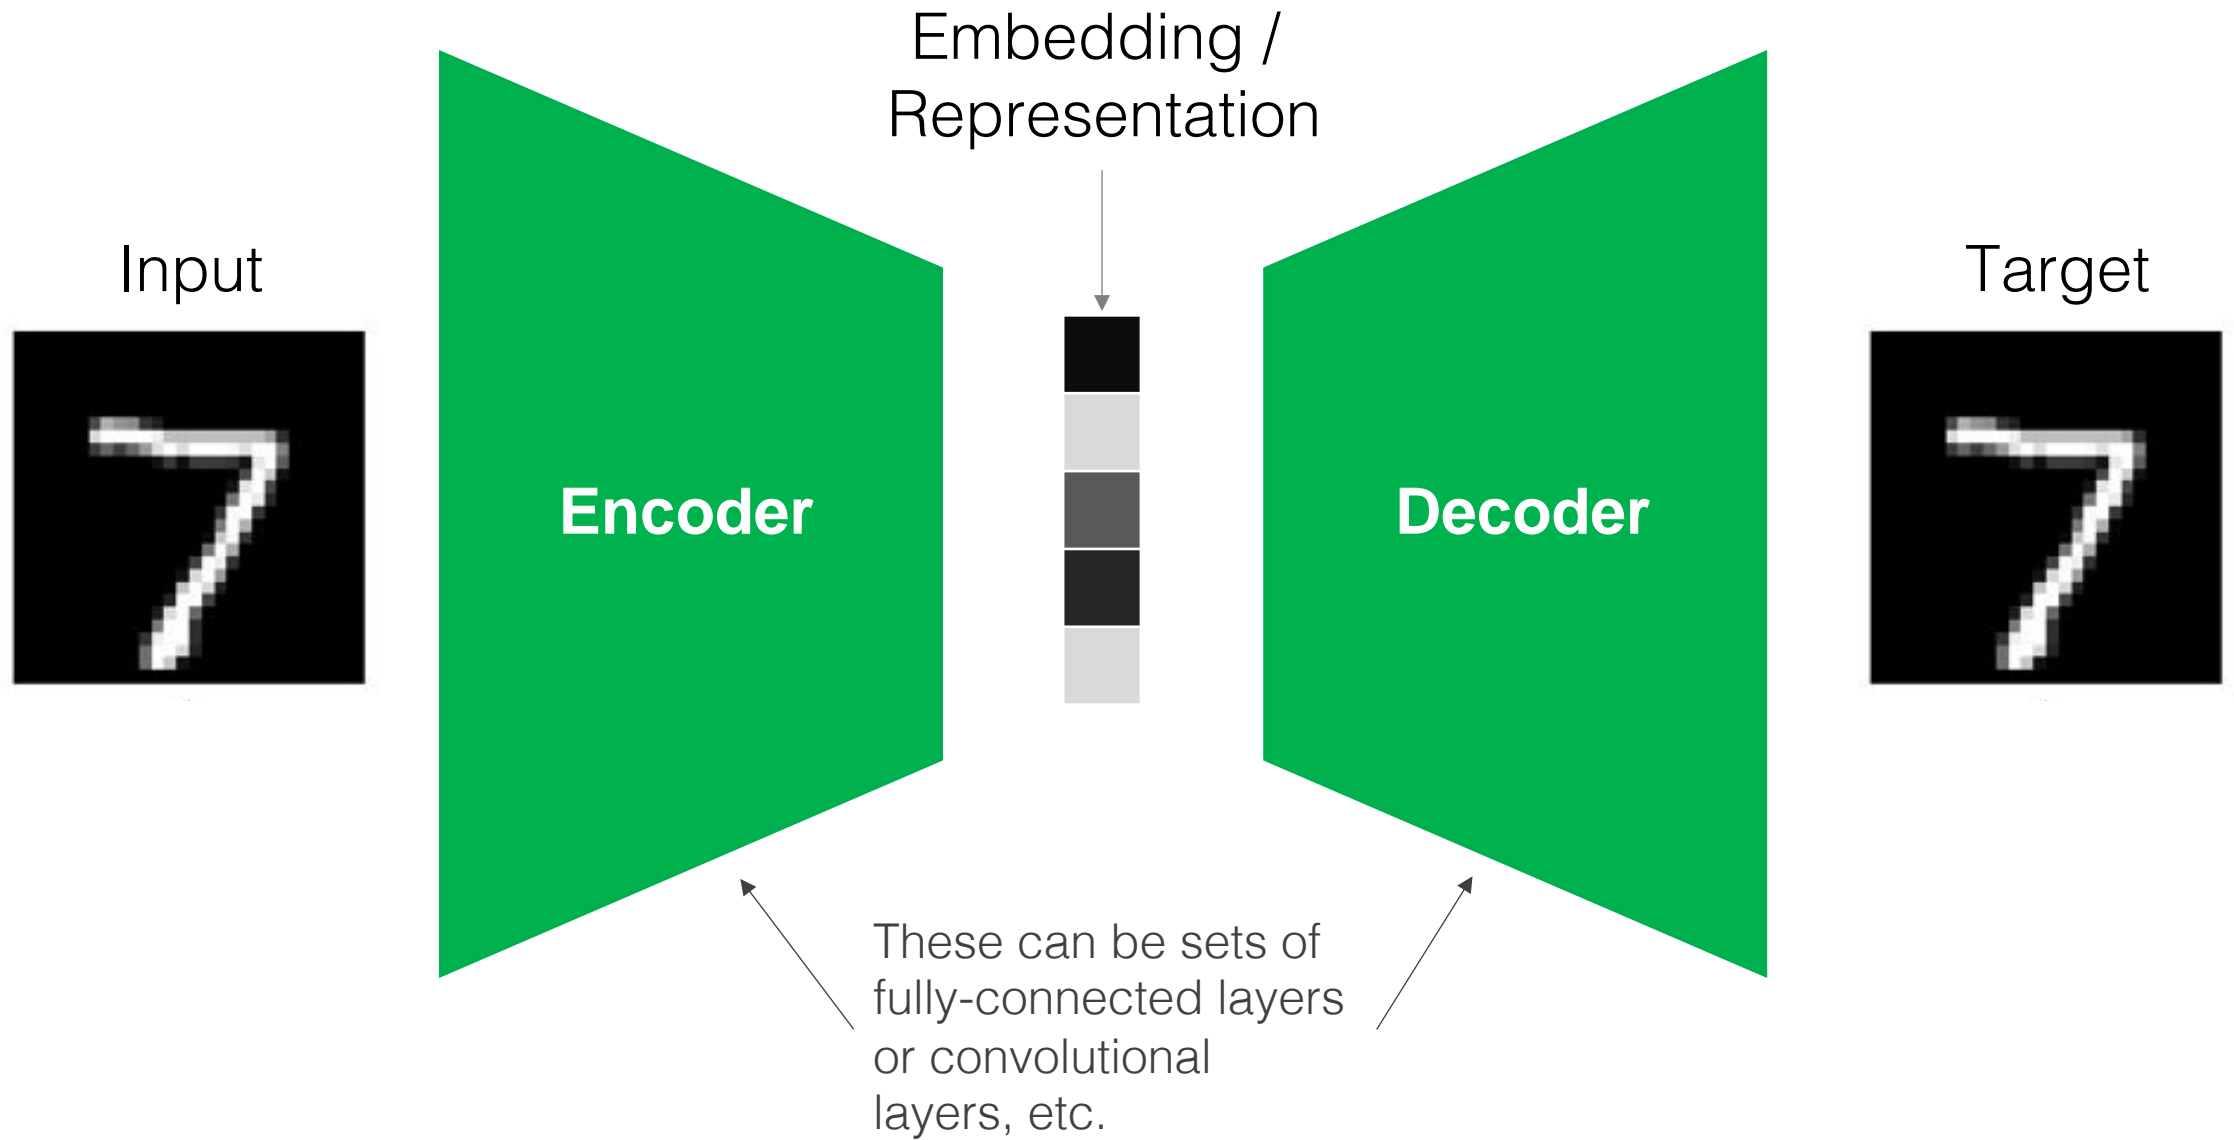 Embedding /
Representation
Input
Target
Encoder
Decoder
These can be sets of
fully-connected layers
or convolutional
layers, etc.